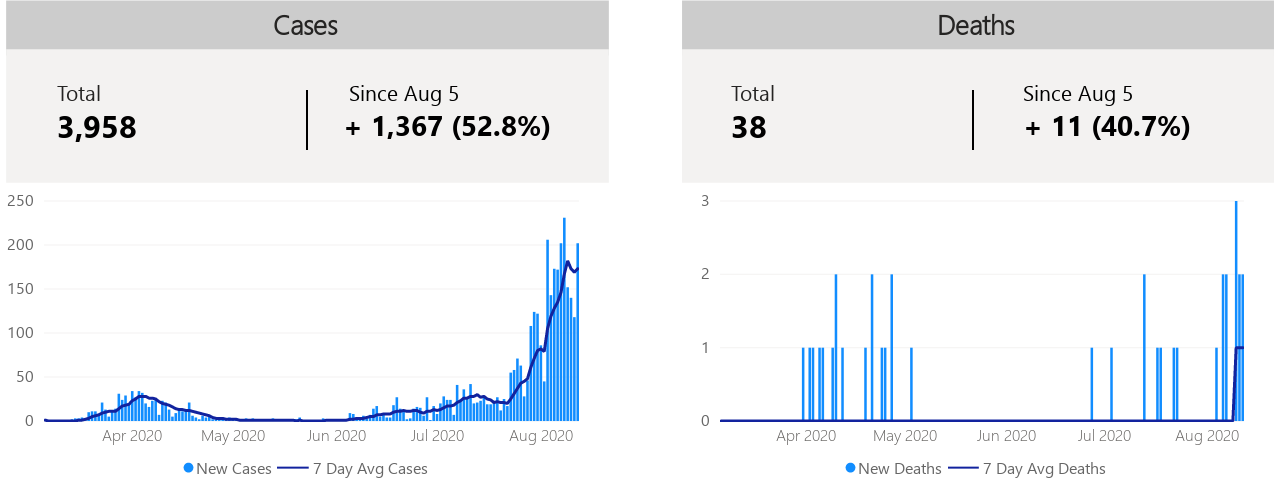 Cases
Total
Since Aug 5
3,958
+ 1,367 (52.8%)
250
200
150
100
50
0
Apr 2020
May 2020
Jun 2020
Jul 2020
Aug 2020
New Cases
7 Day Avg Cases
Deaths
Total
Since Aug 5
38
+ 11 (40.7%)
3
2
1
0
Apr 2020
May 2020
Jun 2020
Jul 2020
Aug 2020
New Deaths
7 Day Avg Deaths